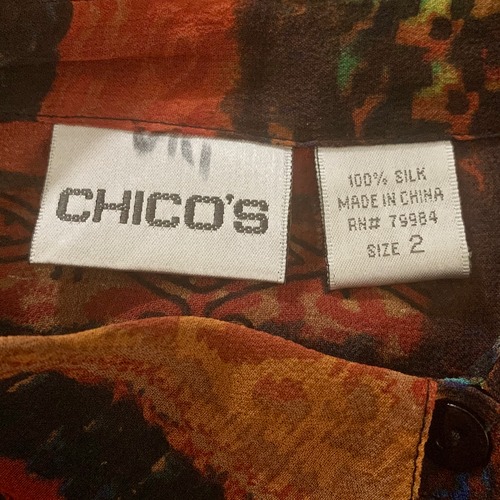 CHICO'S
100% SILK
MADE IN CHINA
RN# 79984
SIZE 2